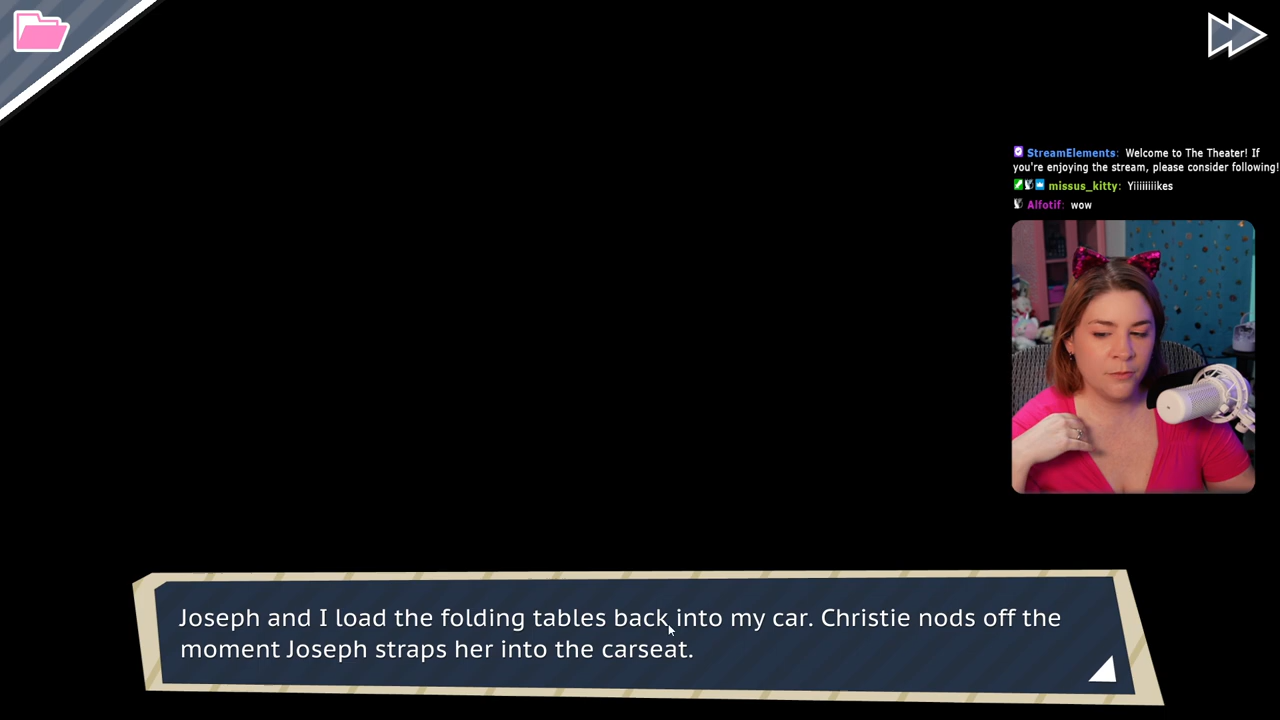 StreamElements: Welcome to The Theater! If
you're enjoying the stream, please consider following!
missus_kitty: Yiiiiiiiikes
Alfotif: wow
Joseph and I load the folding tables back into my car. Christie nods off the
moment Joseph straps her into the carseat.